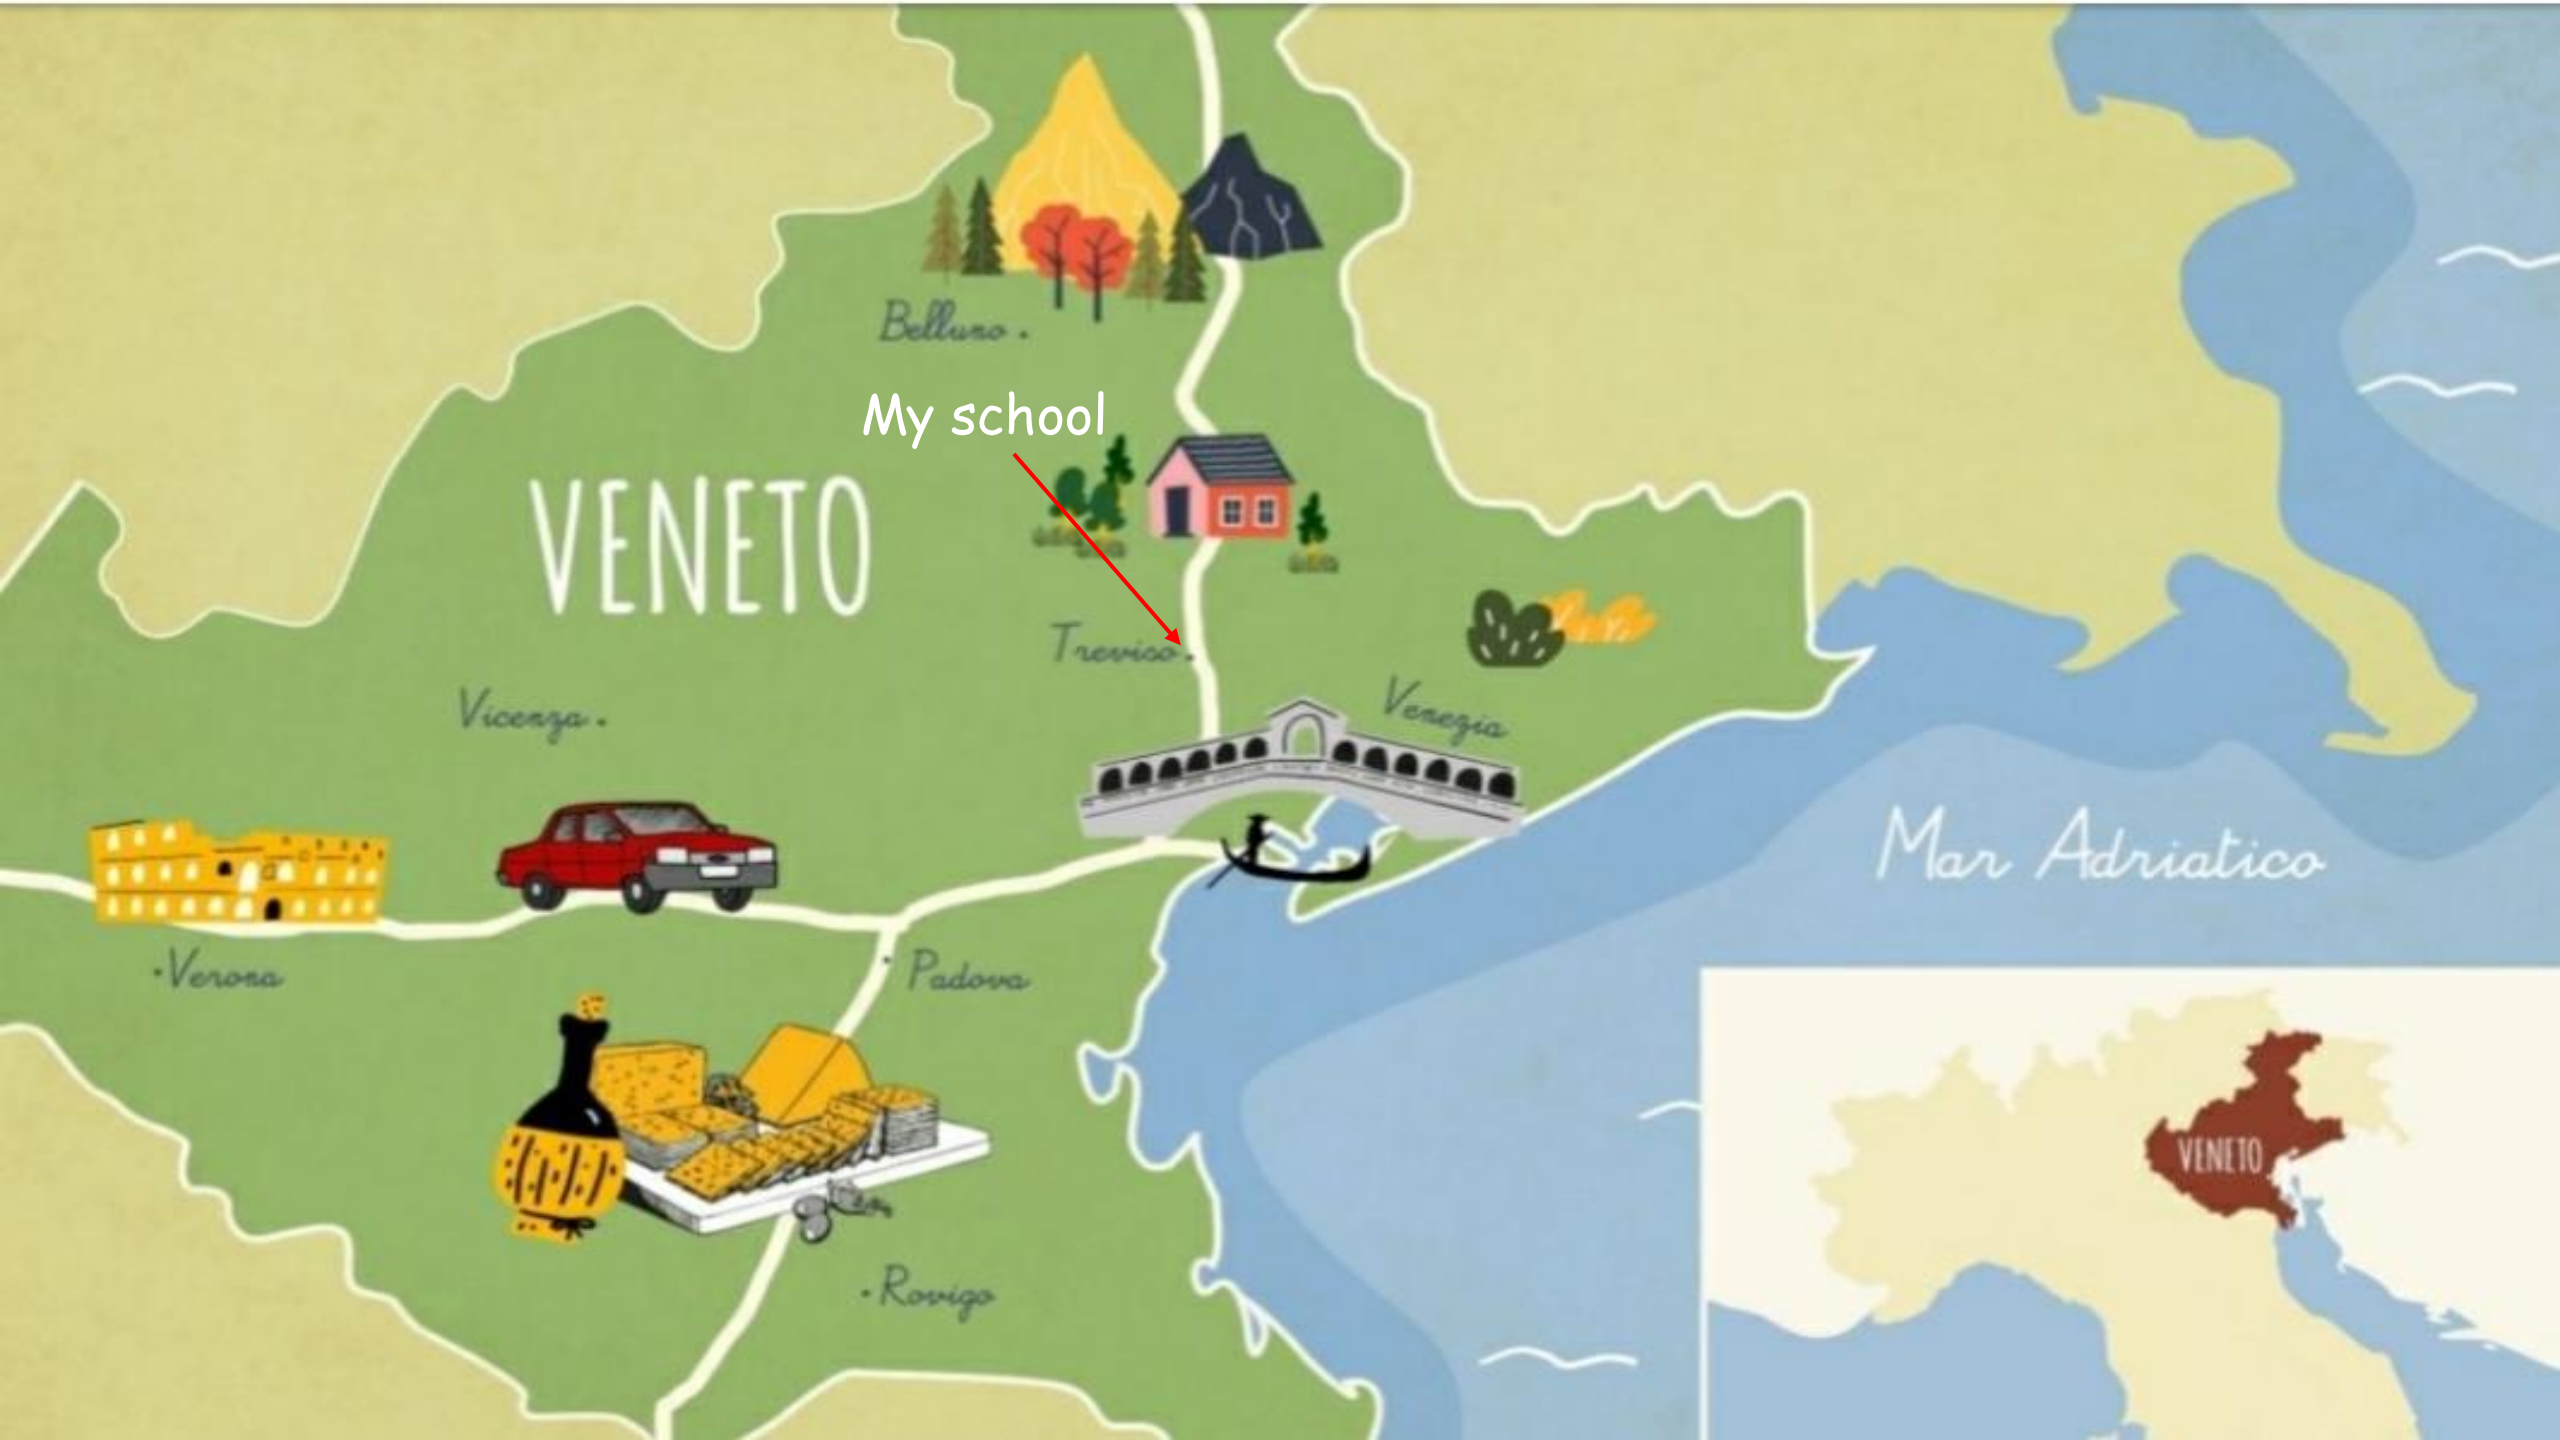 Belluno
My school
VENETO
Treviso
Vicenza
Venezia
Mar Adriatico
Verona
Padova
VENETO
Rovigo